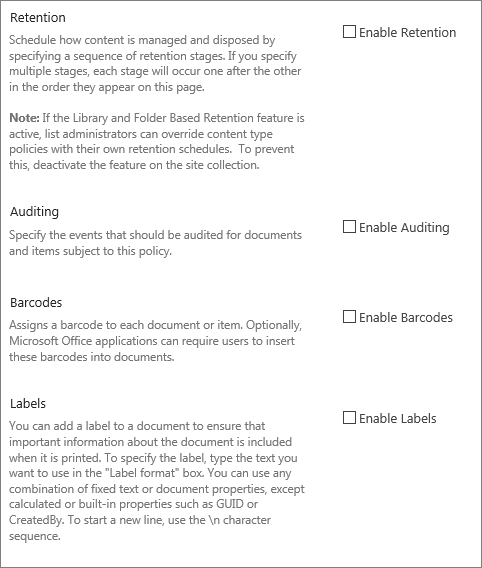 Retention
Enable Retention
Schedule how content is managed and disposed by
specifying a sequence of retention stages. If you specify
multiple stages, each stage will occur one after the other
in the order they appear on this page.
Note: If the Library and Folder Based Retention feature is
active, list administrators can override content type
policies with their own retention schedules.  To prevent
this, deactivate the feature on the site collection.
Auditing
Enable Auditing
Specify the events that should be audited for documents
and items subject to this policy.
Barcodes
Enable Barcodes
Assigns a barcode to each document or item. Optionally,
Microsoft Office applications can require users to insert
these barcodes into documents.
Labels
Enable Labels
You can add a label to a document to ensure that
important information about the document is included
when it is printed. To specify the label, type the text you
want to use in the "Label format" box. You can use any
combination of fixed text or document properties, except
calculated or built-in properties such as GUID or
CreatedBy. To start a new line, use the \n character
sequence.